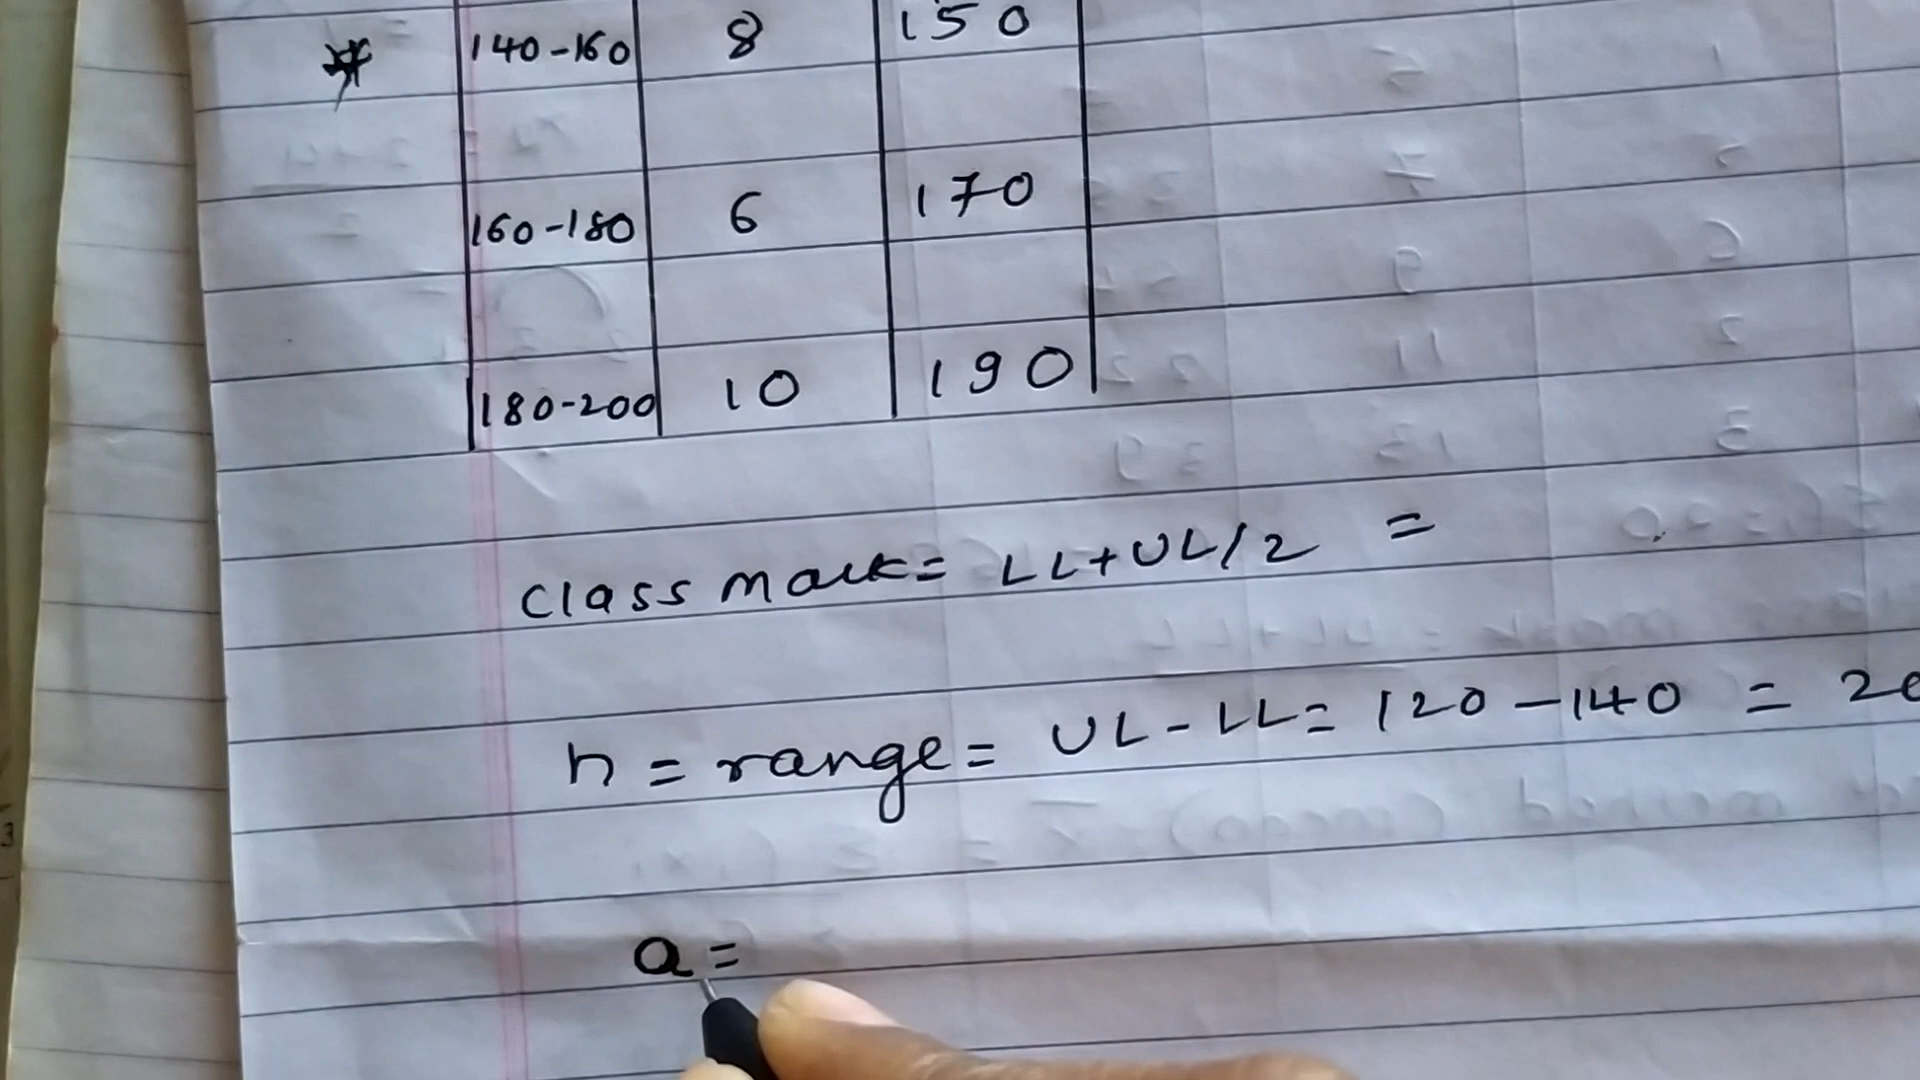 140-160 8 150
160-180 6 170
180-200 10 190
Class mark = LL+UL/2 =
h = range = UL-LL = 120-140 = 20
a =